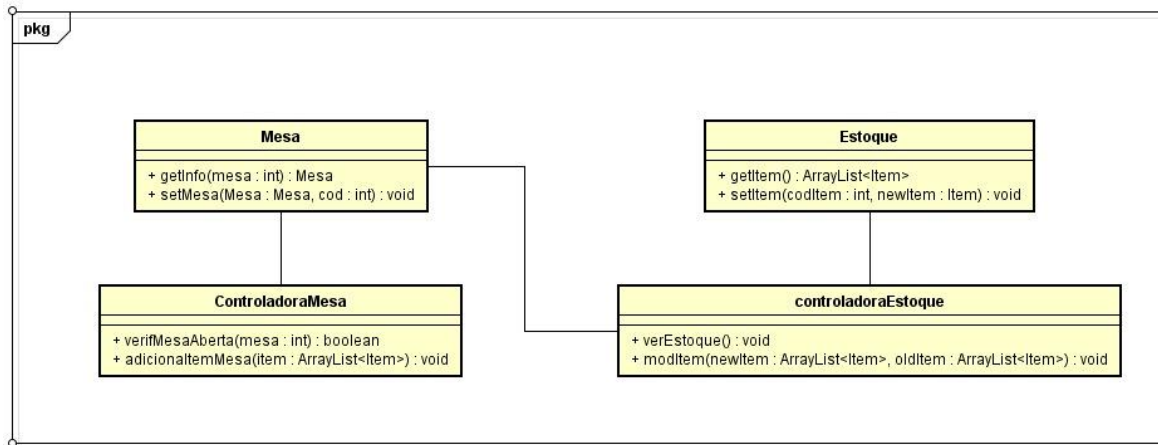 pkg
Mesa
+ getInfo(mesa : int) : Mesa
+ setMesa(Mesa : Mesa, cod : int) : void
Estoque
+ getItem() : ArrayList<Item>
+ setItem(codItem : int, newItem : Item) : void
ControladoraMesa
+ verifMesaAberta(mesa : int) : boolean
+ adicionaItemMesa(item : ArrayList<Item>) : void
controladoraEstoque
+ verEstoque() : void
+ modItem(newItem : ArrayList<Item>, oldItem : ArrayList<Item>) : void